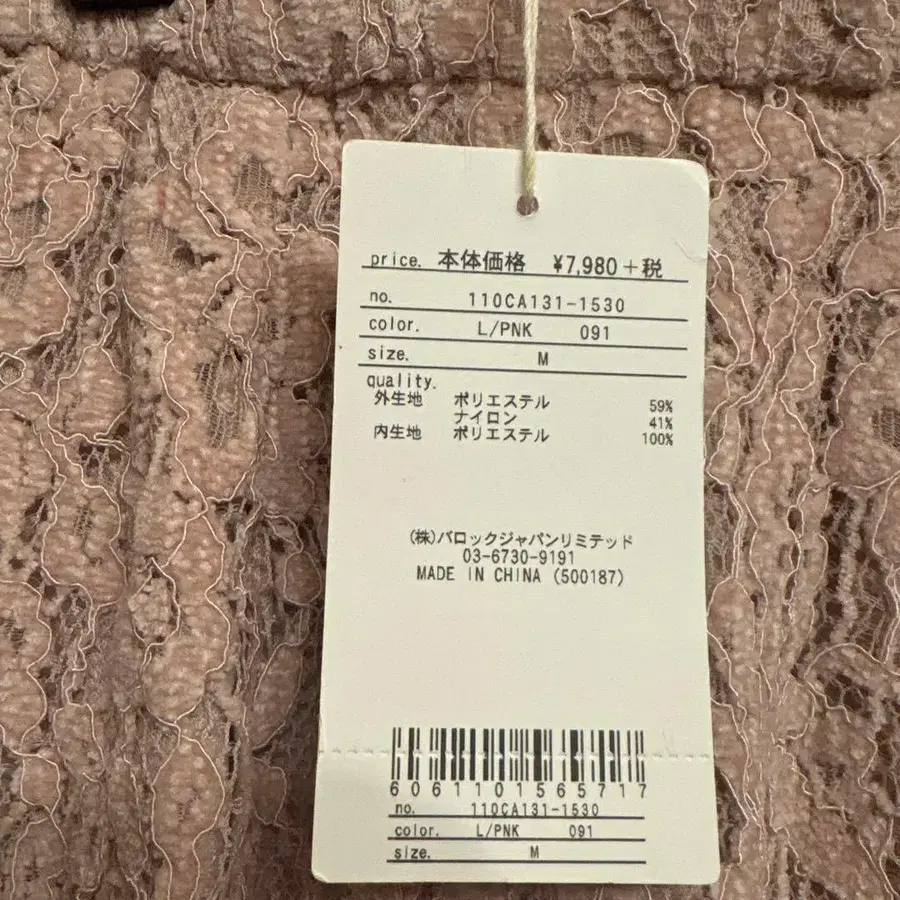 price. 本体価格 ¥7,980+税
no. 110CA131-1530
color. L/PNK 091
size. M
quality.
外生地 ポリエステル 59%
ナイロン 41%
内生地 ポリエステル 100%
(株)バロックジャパンリミテッド
03-6730-9191
MADE IN CHINA (500187)
6061101565717
no. 110CA131-1530
color. L/PNK 091
size. M